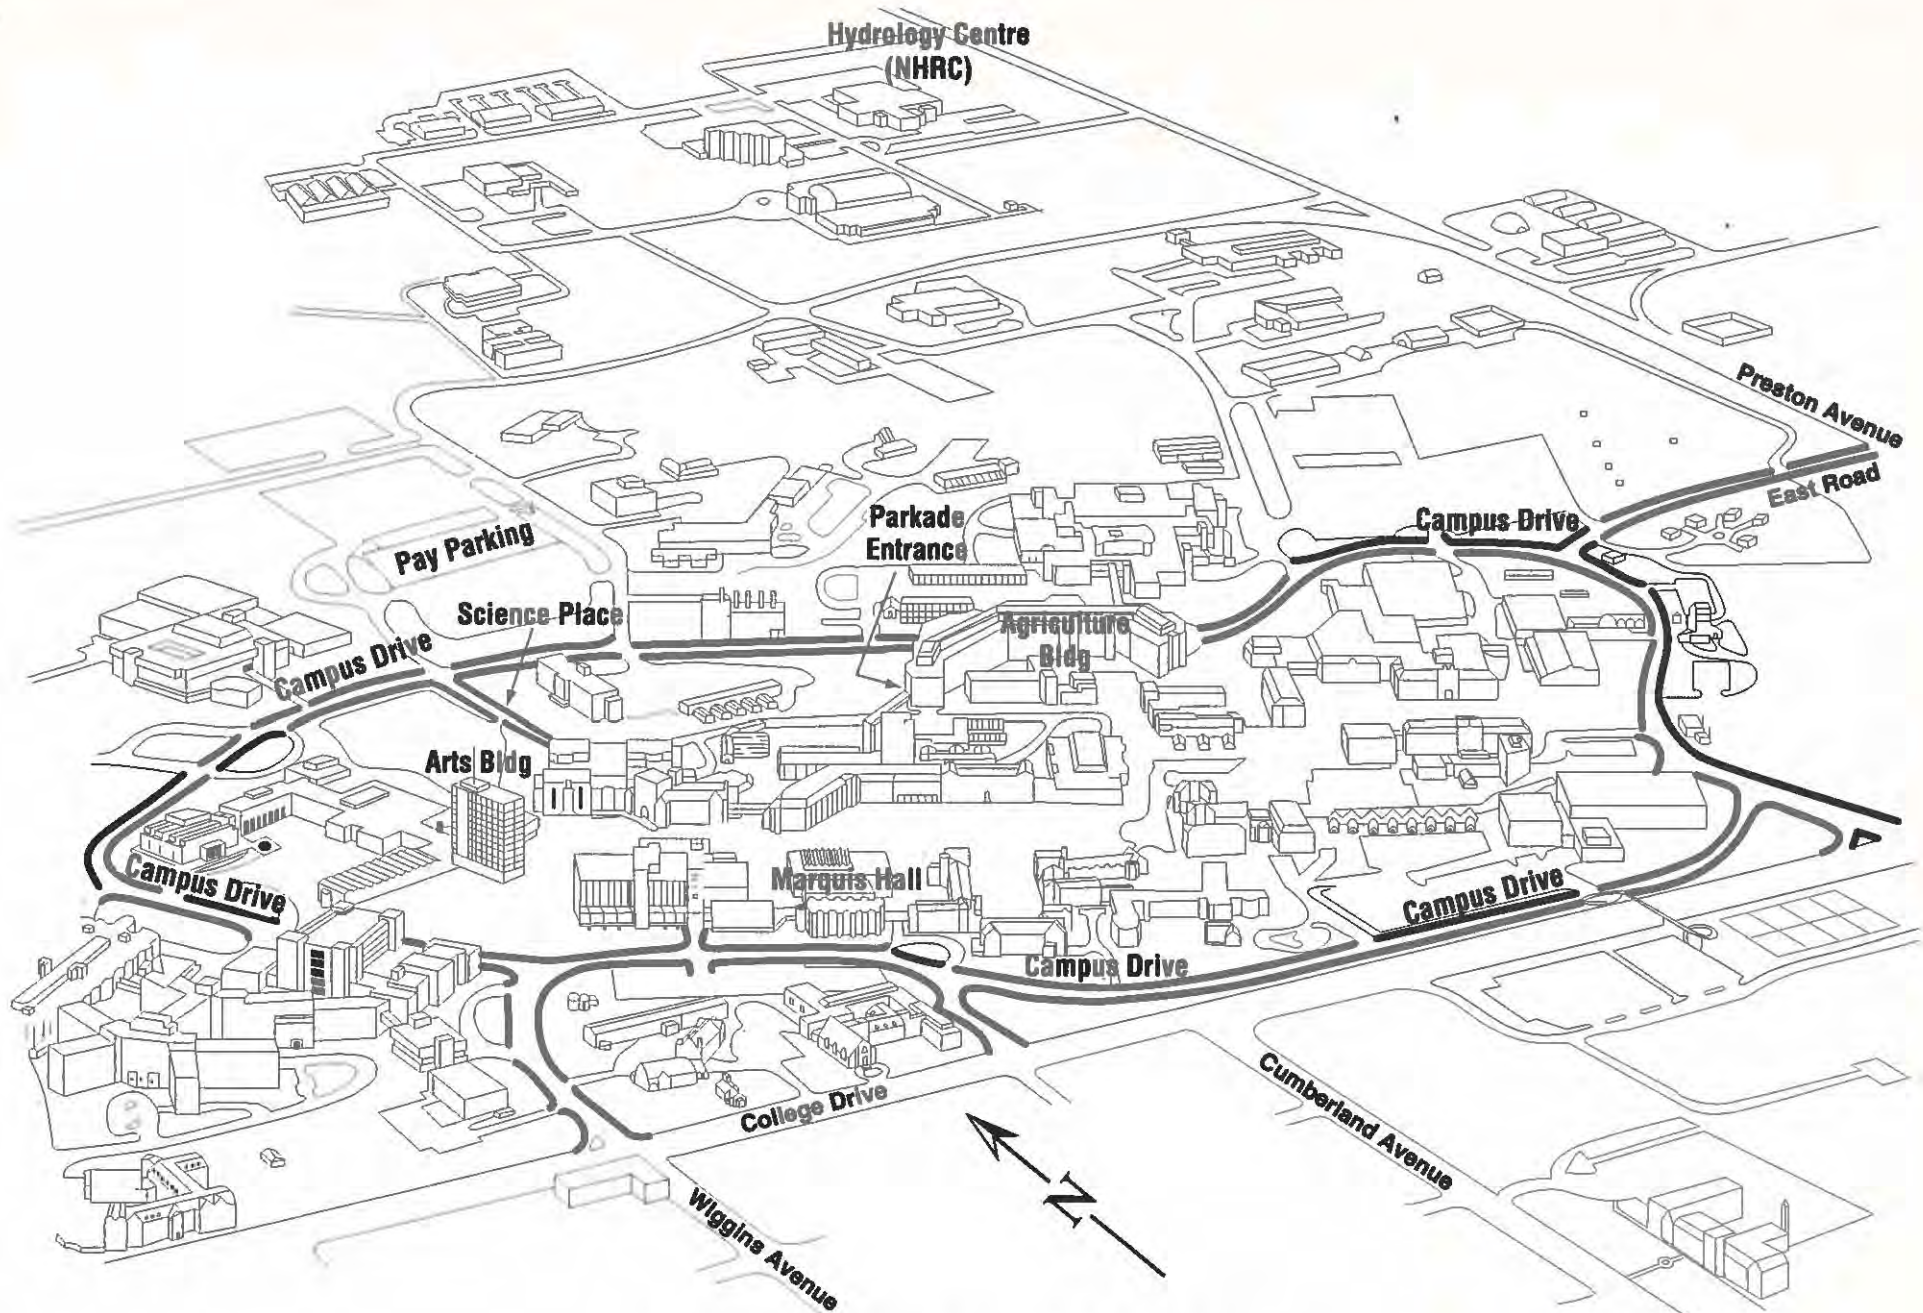 Hydrology Centre
(NHRC)
Preston Avenue
East Road
Campus Drive
Parkade
Entrance
Pay Parking
Science Place
Agriculture
Bldg
Campus Drive
Arts Bldg
Marquis Hall
Campus Drive
Campus Drive
Campus Drive
College Drive
Cumberland Avenue
N
Wiggins Avenue